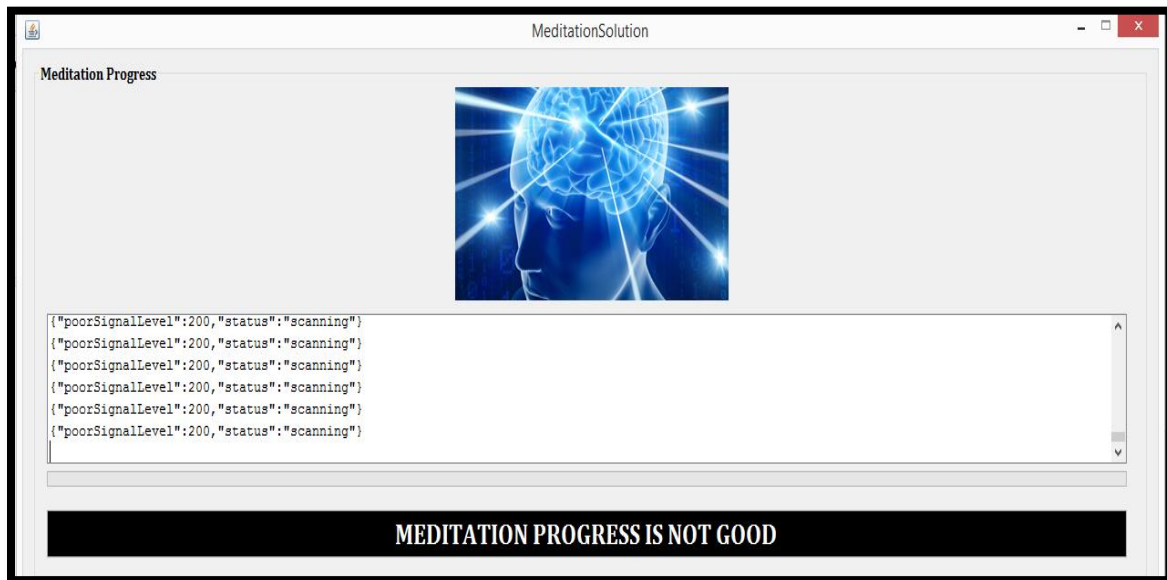 MeditationSolution
Meditation Progress
{"poorSignalLevel":200,"status":"scanning"}
{"poorSignalLevel":200,"status":"scanning"}
{"poorSignalLevel":200,"status":"scanning"}
{"poorSignalLevel":200,"status":"scanning"}
{"poorSignalLevel":200,"status":"scanning"}
{"poorSignalLevel":200,"status":"scanning"}
MEDITATION PROGRESS IS NOT GOOD